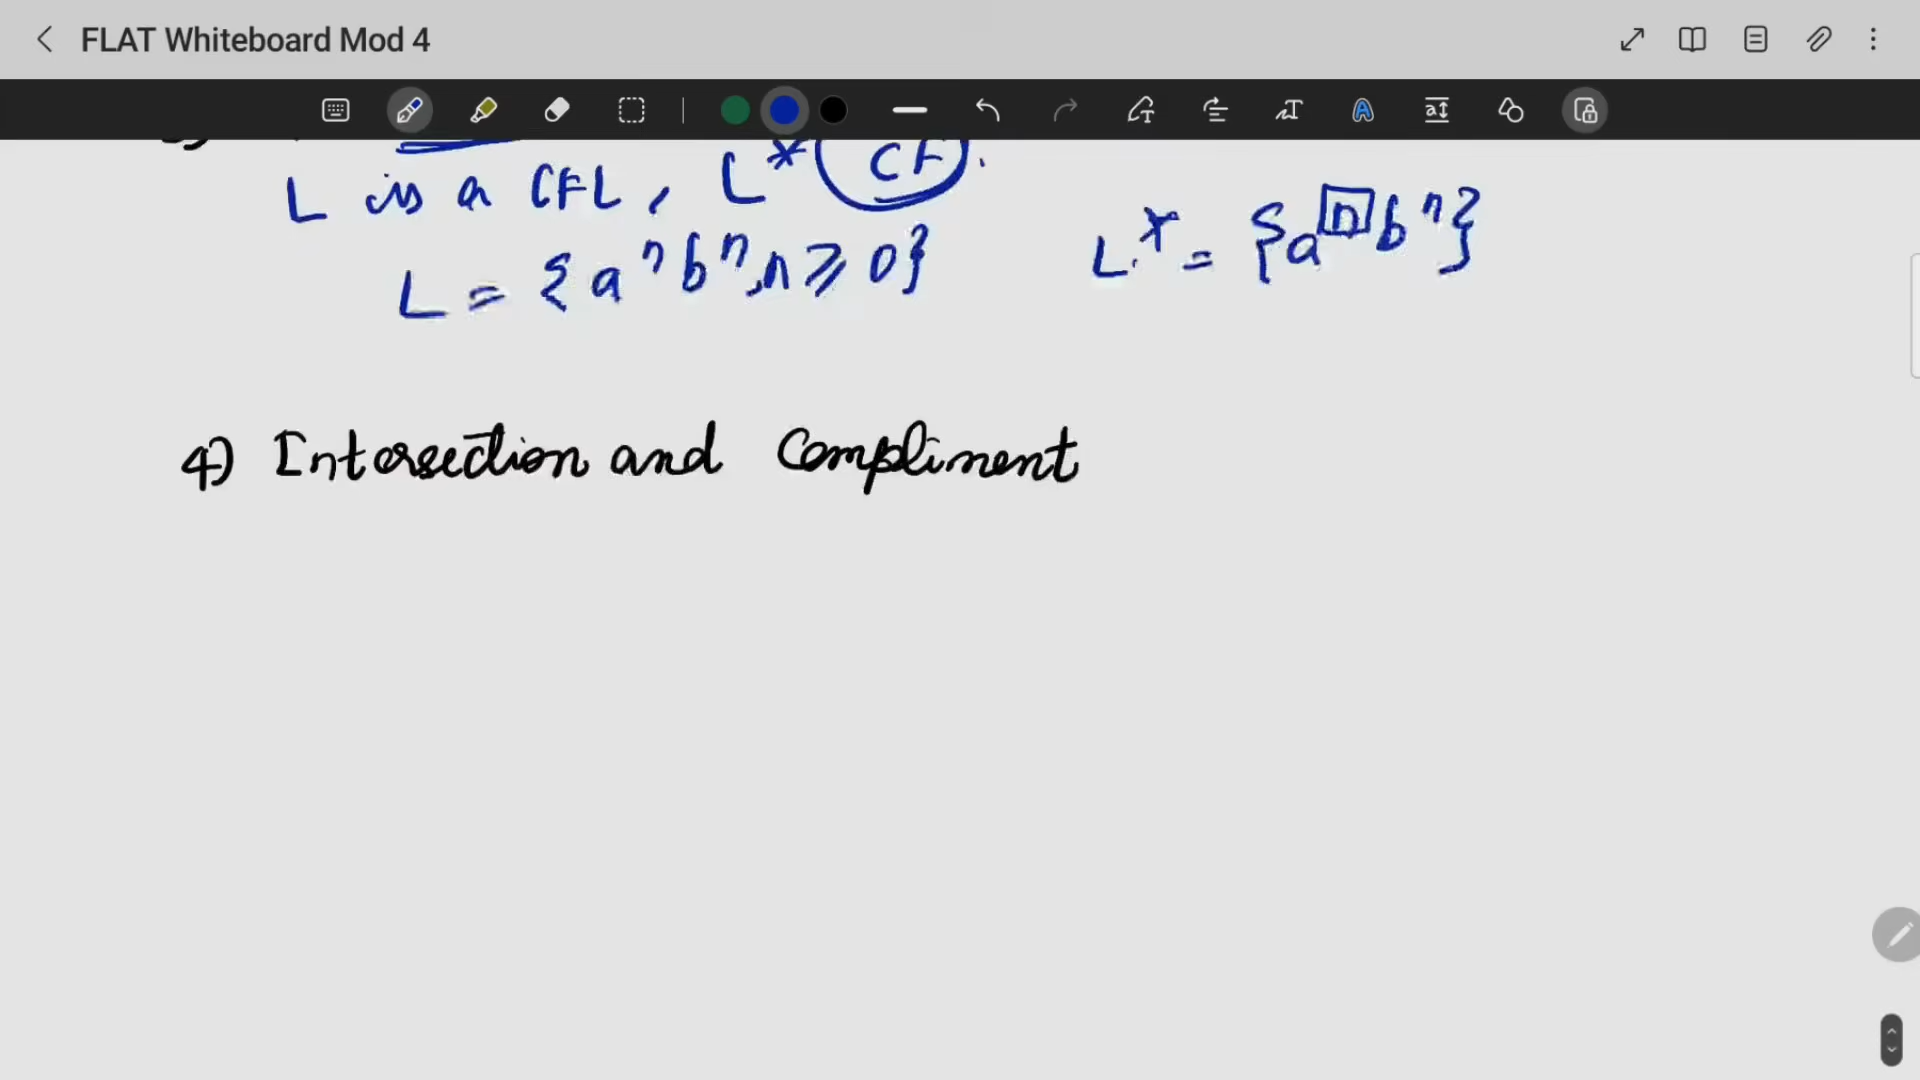 FLAT Whiteboard Mod 4
L is a CFL, L* CF.
L = {aⁿbⁿ, n ≥ 0}
L* = {aⁿbⁿ}
4) Intersection and Compliment